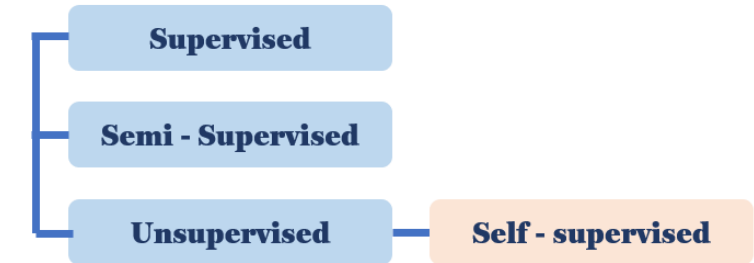 Supervised
Semi - Supervised
Unsupervised
Self - supervised